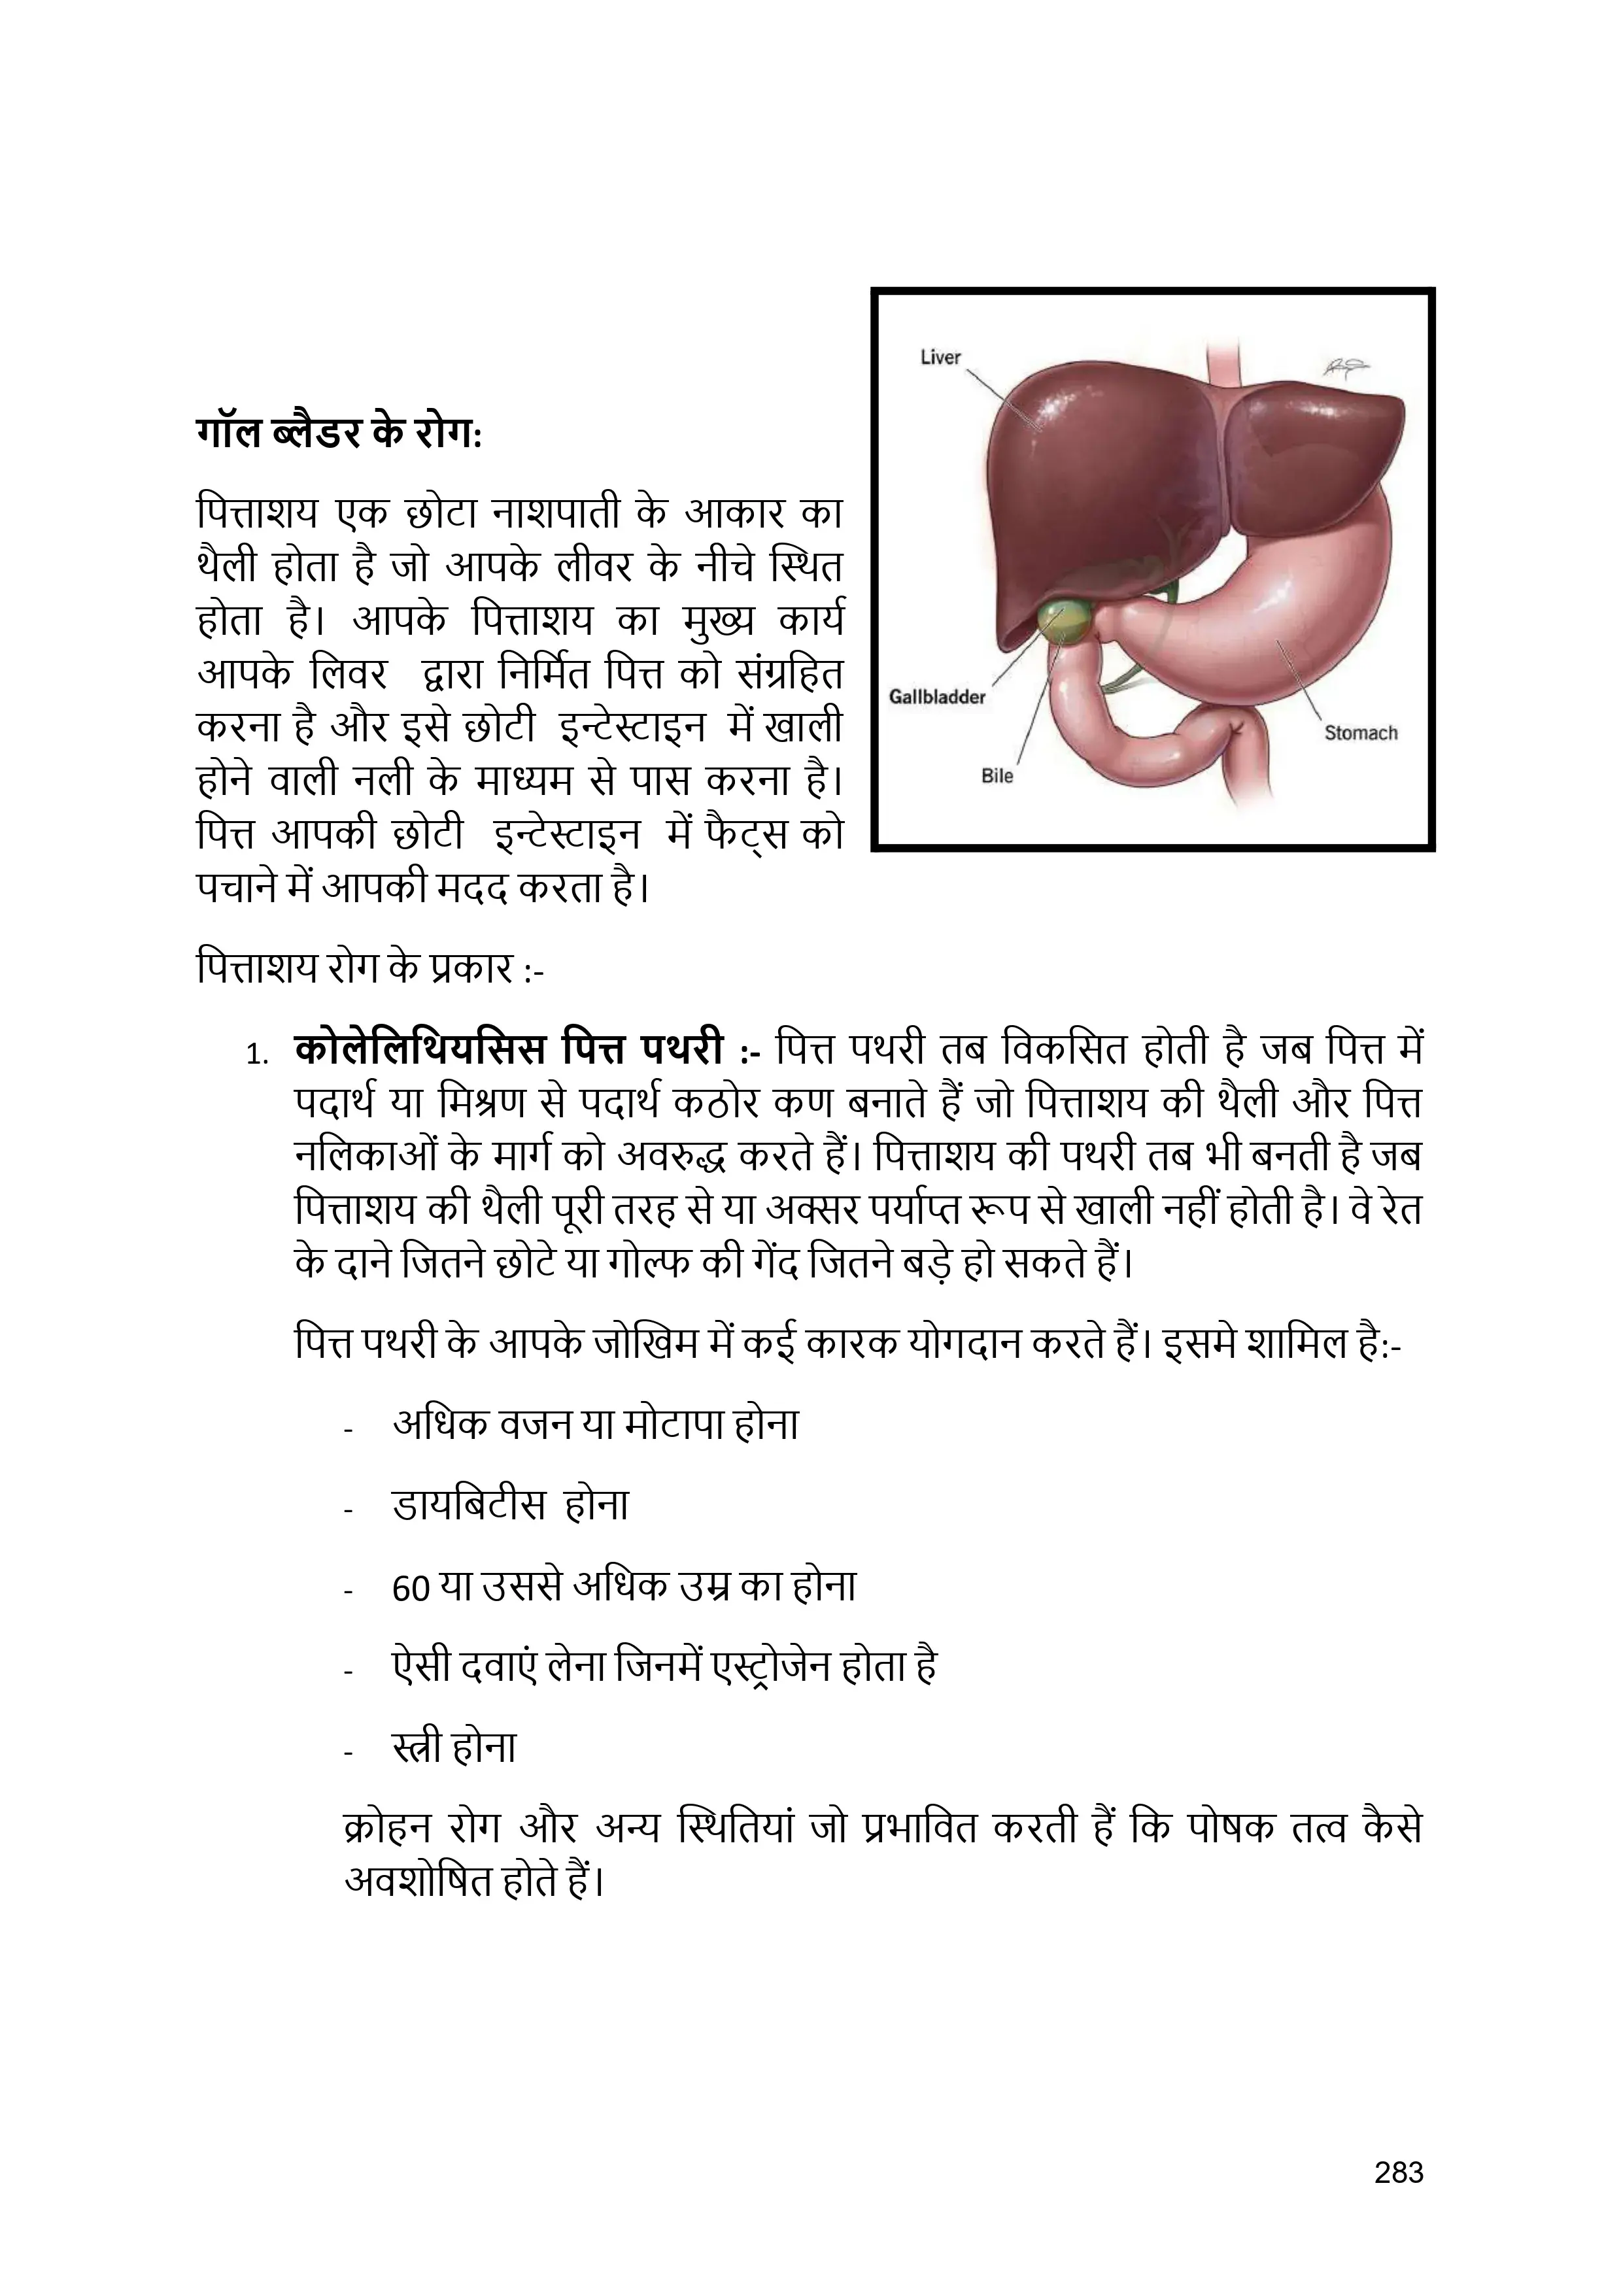 गॉल ब्लैडर के रोग:
पित्ताशय एक छोटा नाशपाती के आकार का
थैली होता है जो आपके लीवर के नीचे स्थित
होता है। आपके पित्ताशय का मुख्य कार्य
आपके लिवर द्वारा निर्मित पित्त को संग्रहित
करना है और इसे छोटी इन्टेस्टाइन में खाली
होने वाली नली के माध्यम से पास करना है।
पित्त आपकी छोटी इन्टेस्टाइन में फैट्स को
पचाने में आपकी मदद करता है।
Liver
Gallbladder
Stomach
Bile
पित्ताशय रोग के प्रकार :-
1. कोलेलिथियसिस पित्त पथरी :- पित्त पथरी तब विकसित होती है जब पित्त में
पदार्थ या मिश्रण से पदार्थ कठोर कण बनाते हैं जो पित्ताशय की थैली और पित्त
नलिकाओं के मार्ग को अवरुद्ध करते हैं। पित्ताशय की पथरी तब भी बनती है जब
पित्ताशय की थैली पूरी तरह से या अक्सर पर्याप्त रूप से खाली नहीं होती है। वे रेत
के दाने जितने छोटे या गोल्फ की गेंद जितने बड़े हो सकते हैं।
पित्त पथरी के आपके जोखिम में कई कारक योगदान करते हैं। इसमे शामिल है:-
- अधिक वजन या मोटापा होना
- डायबिटीस होना
- 60 या उससे अधिक उम्र का होना
- ऐसी दवाएं लेना जिनमें एस्ट्रोजेन होता है
- स्त्री होना
क्रोहन रोग और अन्य स्थितियां जो प्रभावित करती हैं कि पोषक तत्व कैसे
अवशोषित होते हैं।
283